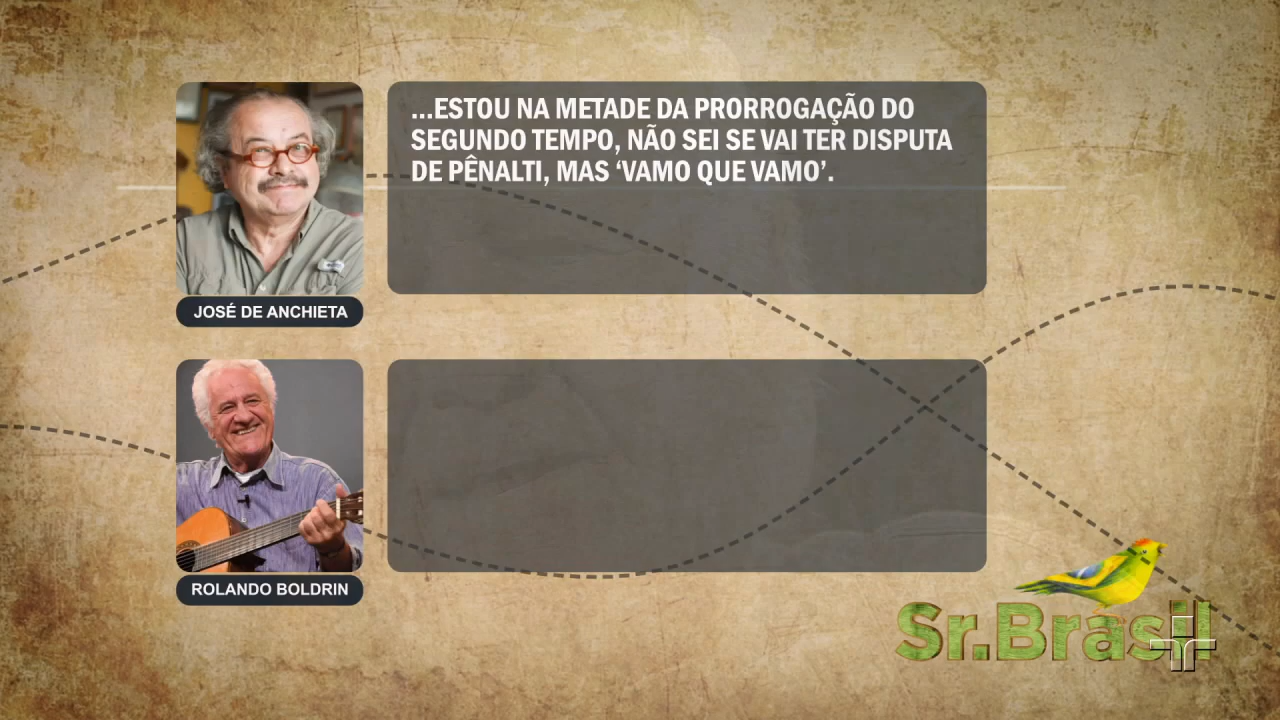 ...ESTOU NA METADE DA PRORROGAÇÃO DO
SEGUNDO TEMPO, NÃO SEI SE VAI TER DISPUTA
DE PÊNALTI, MAS ‘VAMO QUE VAMO’.
JOSÉ DE ANCHIETA
ROLANDO BOLDRIN
Sr.Brasil